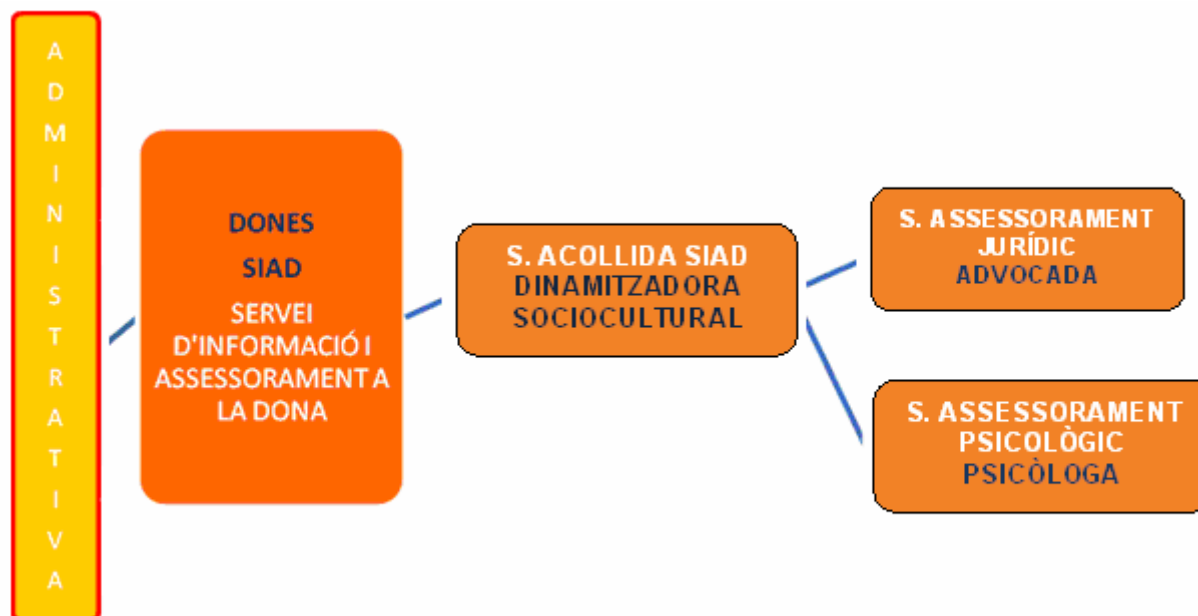 ADMINISTRATIVA
DONES
SIAD
SERVEI
D'INFORMACIÓ I
ASSESSORAMENT A
LA DONA
S. ACOLLIDA SIAD
DINAMITZADORA
SOCIOCULTURAL
S. ASSESSORAMENT
JURÍDIC
ADVOCADA
S. ASSESSORAMENT
PSICOLÒGIC
PSICÒLOGA